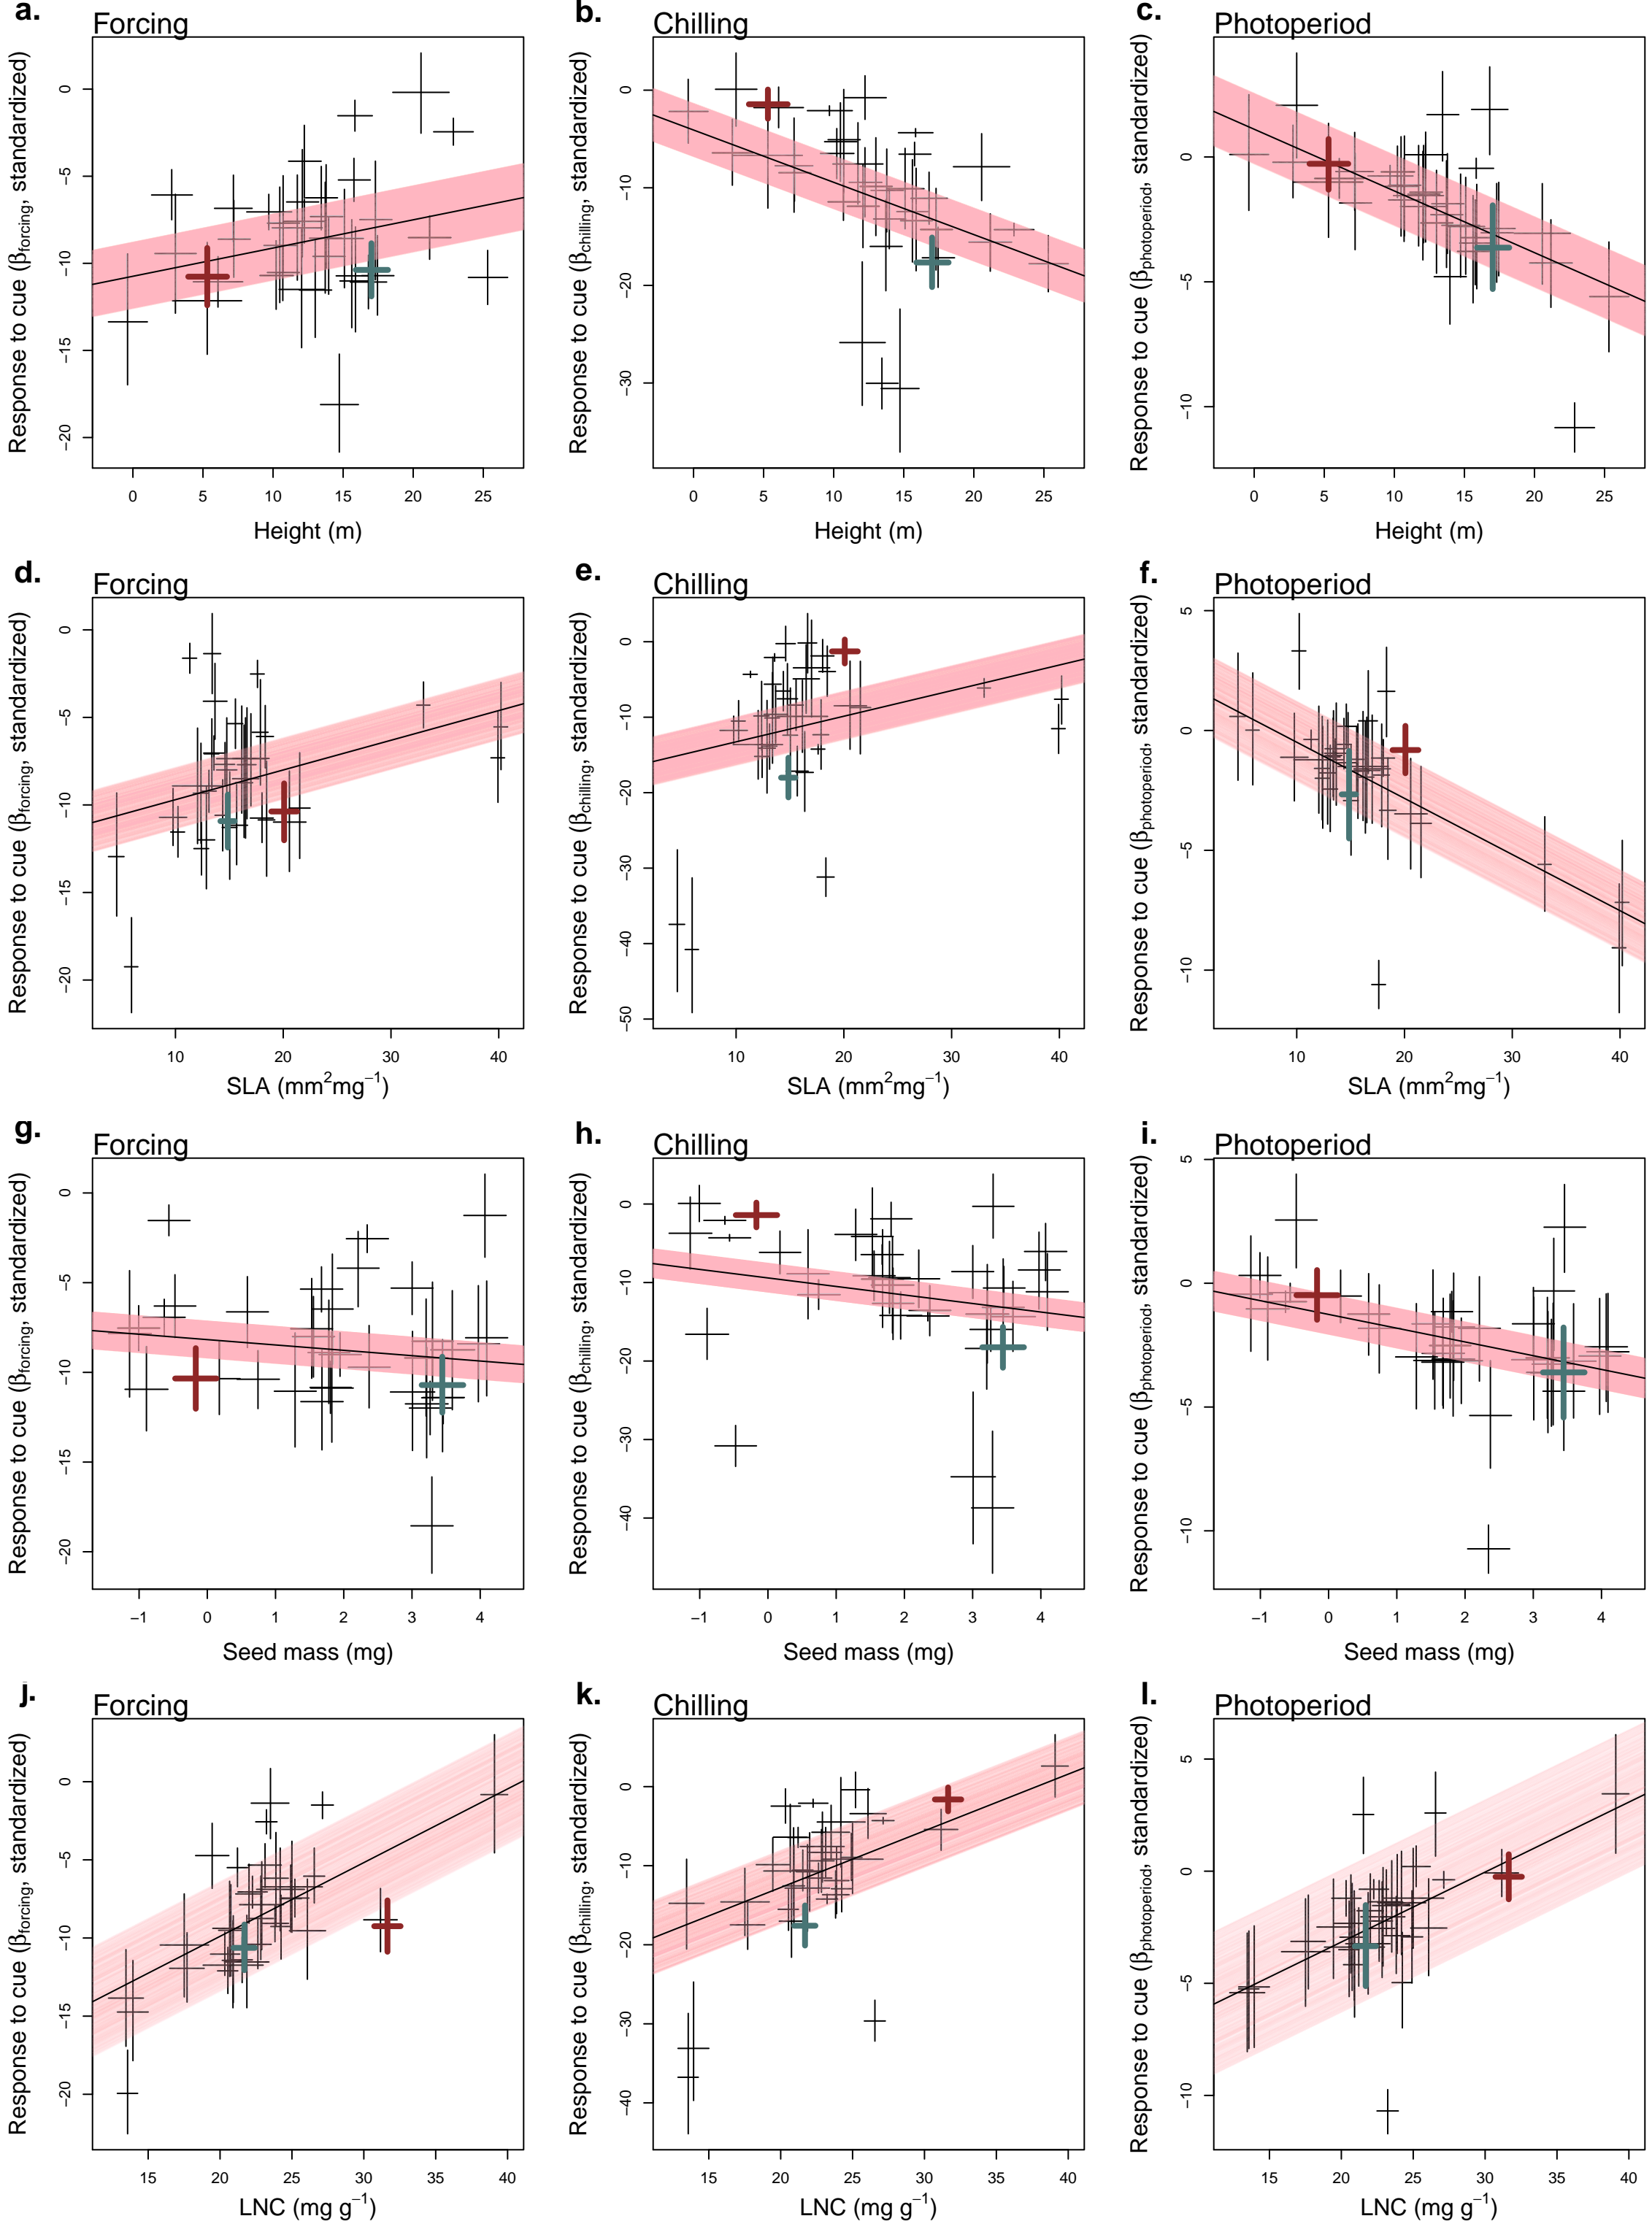 a. Forcing
Response to cue (βforcing, standardized)
0
−5
−10
−15
−20
0 5 10 15 20 25
Height (m)
b. Chilling
Response to cue (βchilling, standardized)
0
−10
−20
−30
0 5 10 15 20 25
Height (m)
c. Photoperiod
Response to cue (βphotoperiod, standardized)
0
−5
−10
0 5 10 15 20 25
Height (m)
d. Forcing
Response to cue (βforcing, standardized)
0
−5
−10
−15
−20
10 20 30 40
SLA (mm²mg⁻¹)
e. Chilling
Response to cue (βchilling, standardized)
0
−10
−20
−30
−40
−50
10 20 30 40
SLA (mm²mg⁻¹)
f. Photoperiod
Response to cue (βphotoperiod, standardized)
5
0
−5
−10
10 20 30 40
SLA (mm²mg⁻¹)
g. Forcing
Response to cue (βforcing, standardized)
0
−5
−10
−15
−20
−1 0 1 2 3 4
Seed mass (mg)
h. Chilling
Response to cue (βchilling, standardized)
0
−10
−20
−30
−40
−1 0 1 2 3 4
Seed mass (mg)
i. Photoperiod
Response to cue (βphotoperiod, standardized)
5
0
−5
−10
−1 0 1 2 3 4
Seed mass (mg)
j. Forcing
Response to cue (βforcing, standardized)
0
−5
−10
−15
−20
15 20 25 30 35 40
LNC (mg g⁻¹)
k. Chilling
Response to cue (βchilling, standardized)
0
−10
−20
−30
−40
15 20 25 30 35 40
LNC (mg g⁻¹)
l. Photoperiod
Response to cue (βphotoperiod, standardized)
5
0
−5
−10
15 20 25 30 35 40
LNC (mg g⁻¹)